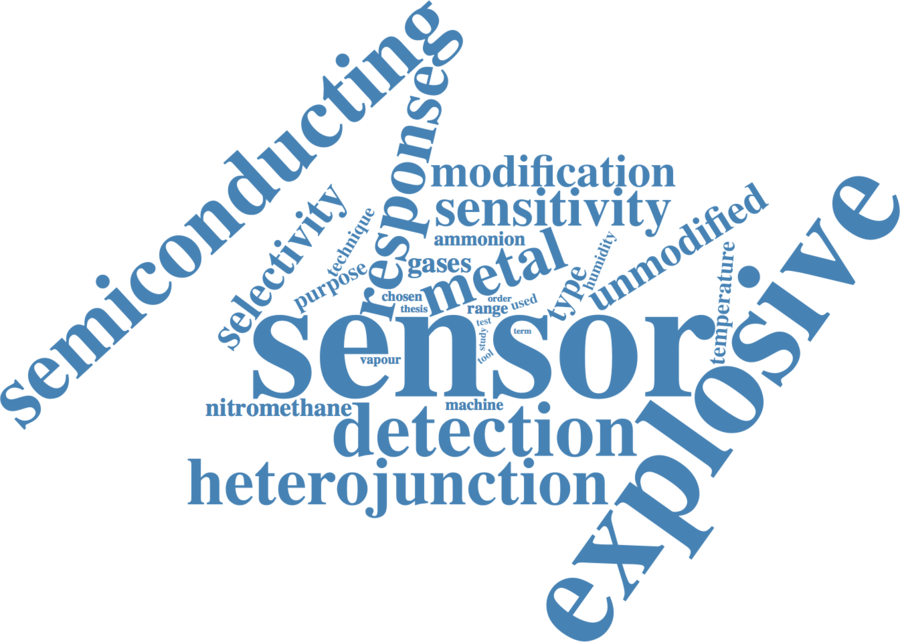 semiconducting
responseg
modification
selectivity
technique
sensitivity
unmodified
explosive
ammonion
metal
humidity
purpose
gases
type
temperature
chosen
order
used
thesis
range
sensor
test
study
term
tool
vapour
nitromethane
machine
detection
heterojunction